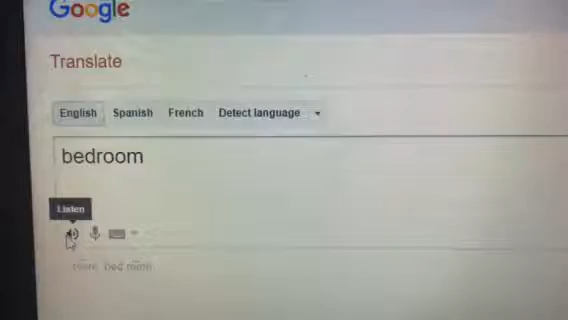 Google
Translate
English Spanish French Detect language
bedroom
Listen